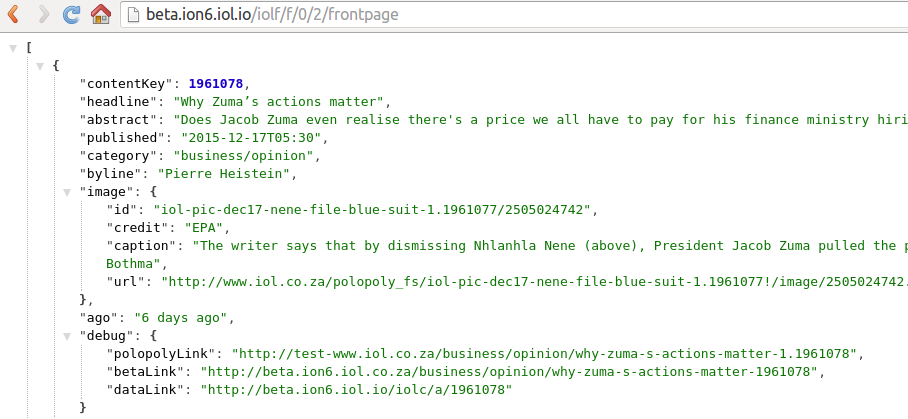 beta.ion6.iol.io/iolf/f/0/2/frontpage
[
{
"contentKey": 1961078,
"headline": "Why Zuma’s actions matter",
"abstract": "Does Jacob Zuma even realise there's a price we all have to pay for his finance ministry hiri
"published": "2015-12-17T05:30",
"category": "business/opinion",
"byline": "Pierre Heistein",
"image": {
"id": "iol-pic-dec17-nene-file-blue-suit-1.1961077/2505024742",
"credit": "EPA",
"caption": "The writer says that by dismissing Nhlanhla Nene (above), President Jacob Zuma pulled the p
Bothma",
"url": "http://www.iol.co.za/polopoly_fs/iol-pic-dec17-nene-file-blue-suit-1.1961077!/image/2505024742.
},
"ago": "6 days ago",
"debug": {
"polopolyLink": "http://test-www.iol.co.za/business/opinion/why-zuma-s-actions-matter-1.1961078",
"betaLink": "http://beta.ion6.iol.co.za/business/opinion/why-zuma-s-actions-matter-1961078",
"dataLink": "http://beta.ion6.iol.io/iolc/a/1961078"
}